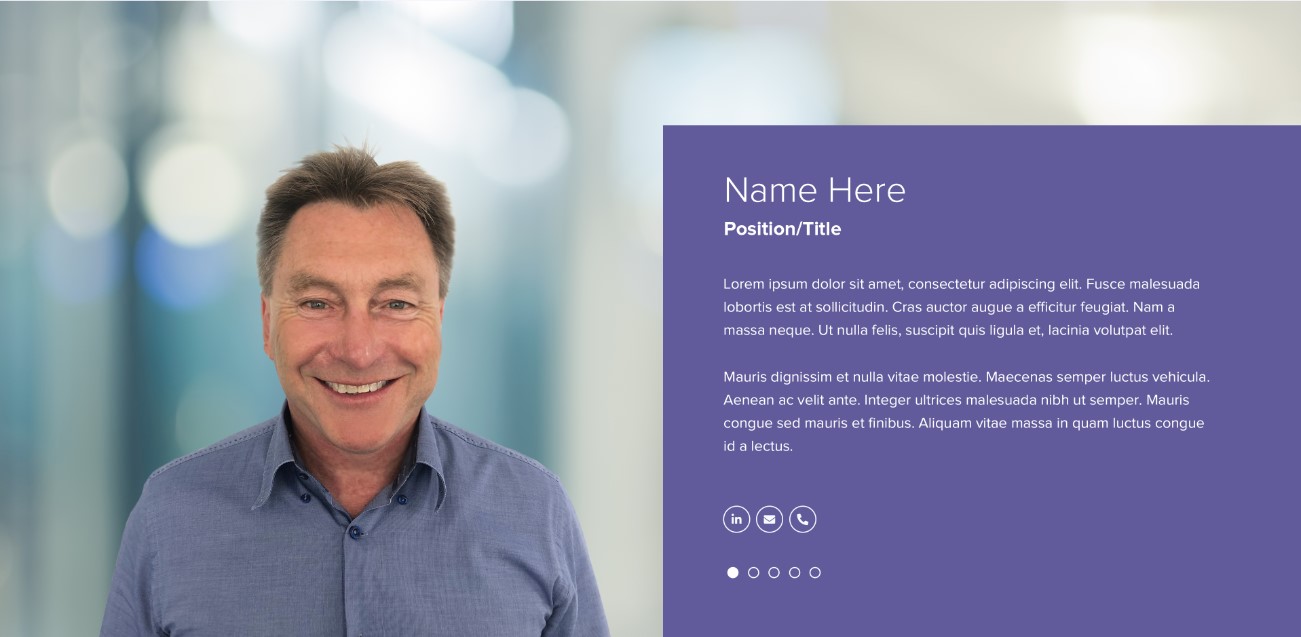 Name Here
Position/Title
Lorem ipsum dolor sit amet, consectetur adipiscing elit. Fusce malesuada
lobortis est at sollicitudin. Cras auctor augue a efficitur feugiat. Nam a
massa neque. Ut nulla felis, suscipit quis ligula et, lacinia volutpat elit.
Mauris dignissim et nulla vitae molestie. Maecenas semper luctus vehicula.
Aenean ac velit ante. Integer ultrices malesuada nibh ut semper. Mauris
congue sed mauris et finibus. Aliquam vitae massa in quam luctus congue
id a lectus.
in